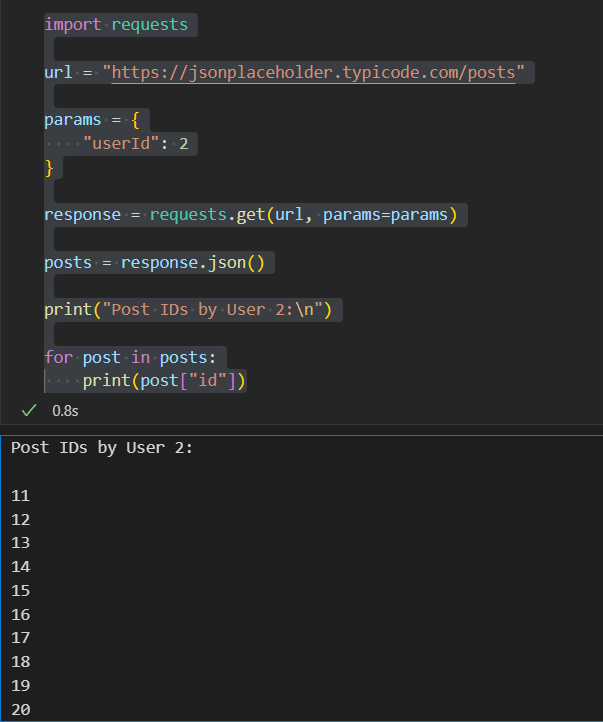 import requests
url = "https://jsonplaceholder.typicode.com/posts"
params = {
    "userId": 2
}
response = requests.get(url, params=params)
posts = response.json()
print("Post IDs by User 2:\n")
for post in posts:
    print(post["id"])
0.8s
Post IDs by User 2:
11
12
13
14
15
16
17
18
19
20